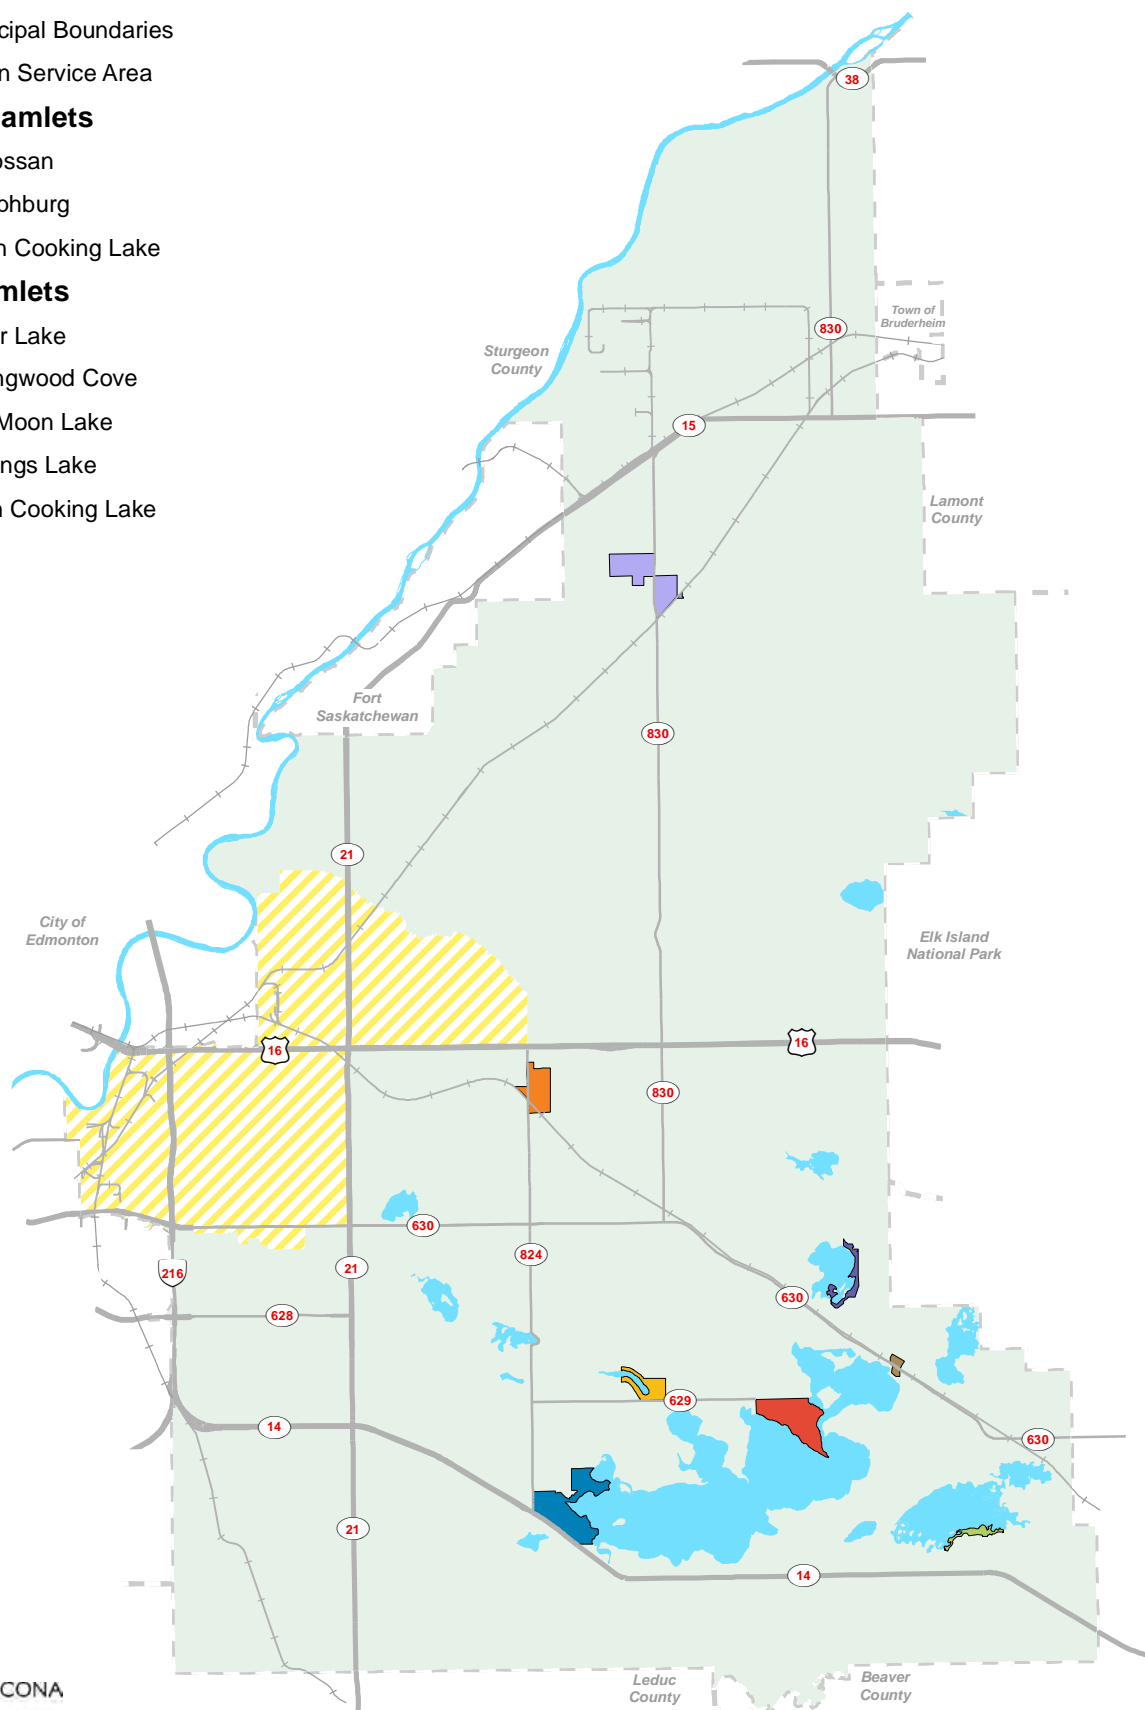 cipal Boundaries
n Service Area
amlets
ossan
phburg
n Cooking Lake
mlets
r Lake
ngwood Cove
Moon Lake
ngs Lake
n Cooking Lake
38
Town of
Bruderheim
830
Sturgeon
County
15
Lamont
County
Fort
Saskatchewan
830
21
City of
Edmonton
Elk Island
National Park
16
16
830
630
824
216
21
630
628
629
14
630
21
14
Leduc
County
Beaver
County
CONA